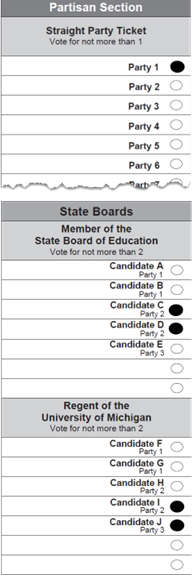 Partisan Section
Straight Party Ticket
Vote for not more than 1
Party 1
Party 2
Party 3
Party 4
Party 5
Party 6
Party 7
State Boards
Member of the
State Board of Education
Vote for not more than 2
Candidate A
Party 1
Candidate B
Party 1
Candidate C
Party 2
Candidate D
Party 2
Candidate E
Party 3
Regent of the
University of Michigan
Vote for not more than 2
Candidate F
Party 1
Candidate G
Party 1
Candidate H
Party 2
Candidate I
Party 2
Candidate J
Party 3